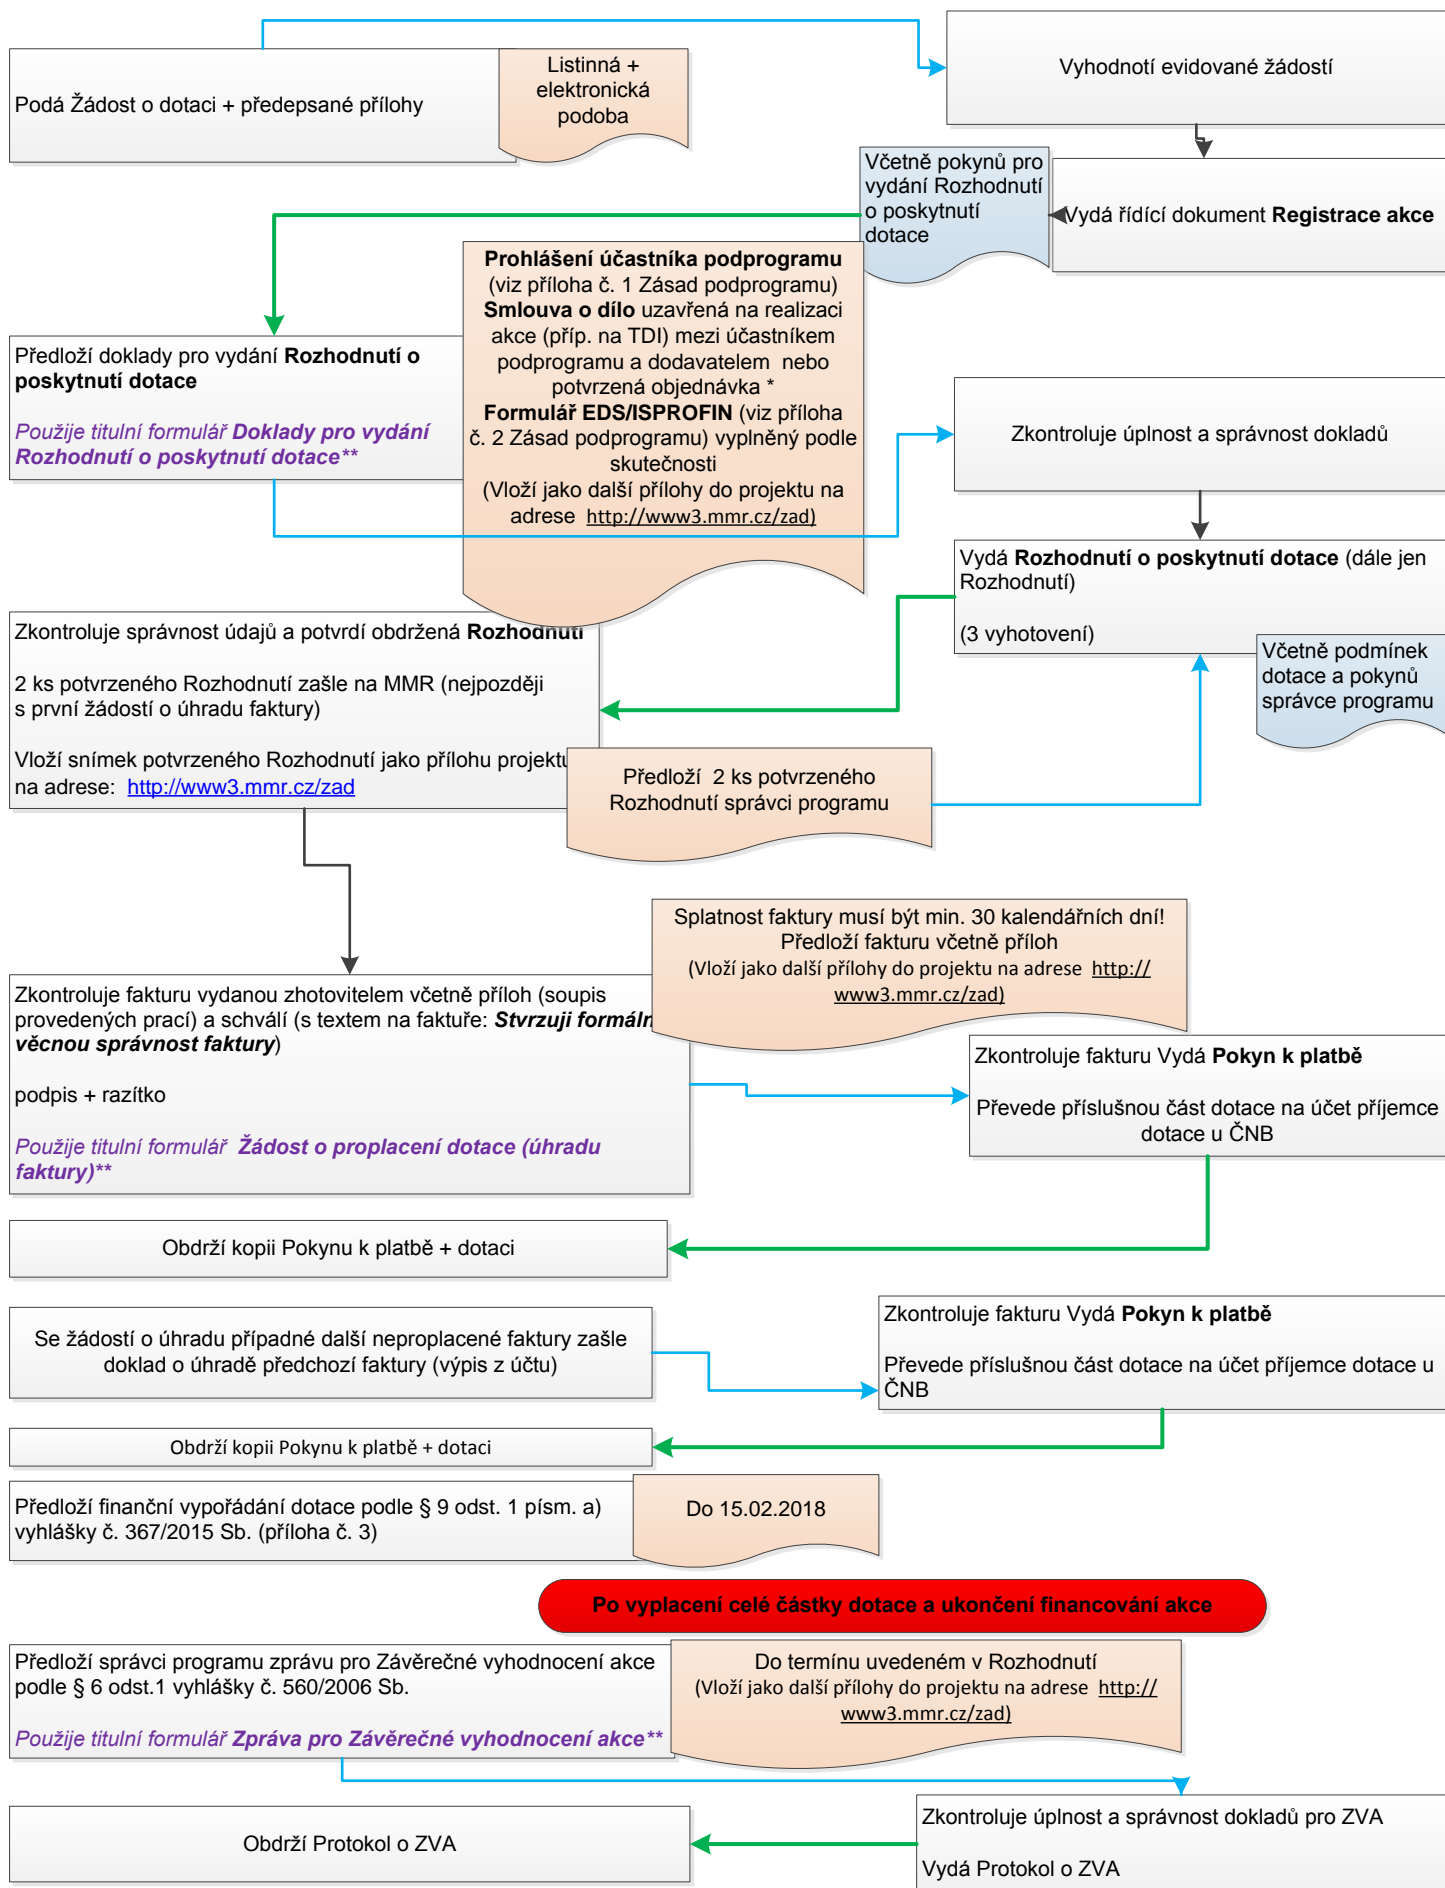 Podá Žádost o dotaci + předepsané přílohy
Listinná +
elektronická
podoba
Vyhodnotí evidované žádostí
Včetně pokynů pro
vydání Rozhodnutí
o poskytnutí
dotace
Vydá řídící dokument Registrace akce
Prohlášení účastníka podprogramu
(viz příloha č. 1 Zásad podprogramu)
Smlouva o dílo uzavřená na realizaci
akce (příp. na TDI) mezi účastníkem
podprogramu a dodavatelem nebo
potvrzená objednávka *
Formulář EDS/ISPROFIN (viz příloha
č. 2 Zásad podprogramu) vyplněný podle
skutečnosti
(Vloží jako další přílohy do projektu na
adrese http://www3.mmr.cz/zad)
Předloží doklady pro vydání Rozhodnutí o
poskytnutí dotace
Použije titulní formulář Doklady pro vydání
Rozhodnutí o poskytnutí dotace**
Zkontroluje úplnost a správnost dokladů
Vydá Rozhodnutí o poskytnutí dotace (dále jen
Rozhodnutí)
(3 vyhotovení)
Včetně podmínek
dotace a pokynů
správce programu
Zkontroluje správnost údajů a potvrdí obdržená Rozhodnutí
2 ks potvrzeného Rozhodnutí zašle na MMR (nejpozději
s první žádostí o úhradu faktury)
Vloží snímek potvrzeného Rozhodnutí jako přílohu projektu
na adrese: http://www3.mmr.cz/zad
Předloží 2 ks potvrzeného
Rozhodnutí správci programu
Splatnost faktury musí být min. 30 kalendářních dní!
Předloží fakturu včetně příloh
(Vloží jako další přílohy do projektu na adrese http://
www3.mmr.cz/zad)
Zkontroluje fakturu vydanou zhotovitelem včetně příloh (soupis
provedených prací) a schválí (s textem na faktuře: Stvrzuji formáln
věcnou správnost faktury)
podpis + razítko
Použije titulní formulář Žádost o proplacení dotace (úhradu
faktury)**
Zkontroluje fakturu Vydá Pokyn k platbě
Převede příslušnou část dotace na účet příjemce
dotace u ČNB
Obdrží kopii Pokynu k platbě + dotaci
Se žádostí o úhradu případné další neproplacené faktury zašle
doklad o úhradě předchozí faktury (výpis z účtu)
Zkontroluje fakturu Vydá Pokyn k platbě
Převede příslušnou část dotace na účet příjemce dotace u
ČNB
Obdrží kopii Pokynu k platbě + dotaci
Předloží finanční vypořádání dotace podle § 9 odst. 1 písm. a)
vyhlášky č. 367/2015 Sb. (příloha č. 3)
Do 15.02.2018
Po vyplacení celé částky dotace a ukončení financování akce
Předloží správci programu zprávu pro Závěrečné vyhodnocení akce
podle § 6 odst.1 vyhlášky č. 560/2006 Sb.
Použije titulní formulář Zpráva pro Závěrečné vyhodnocení akce**
Do termínu uvedeném v Rozhodnutí
(Vloží jako další přílohy do projektu na adrese http://
www3.mmr.cz/zad)
Zkontroluje úplnost a správnost dokladů pro ZVA
Vydá Protokol o ZVA
Obdrží Protokol o ZVA